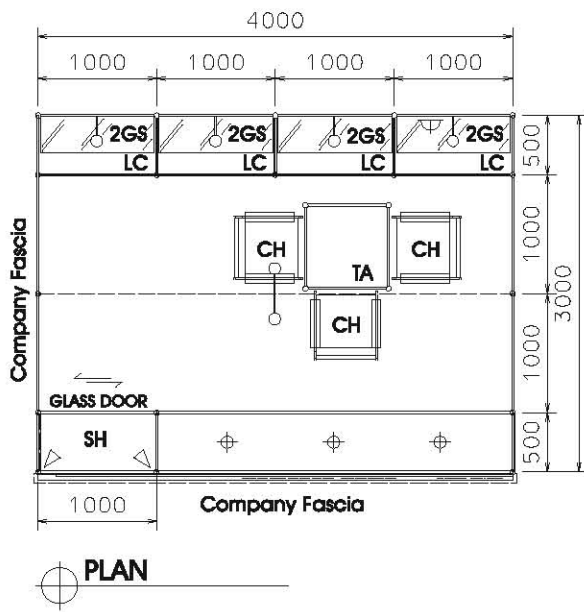 4000
1000 1000 1000 1000
2GS 2GS 2GS 2GS
LC LC LC LC
500
1000
3000
1000
500
CH CH
TA
CH
Company Fascia
GLASS DOOR
SH
1000
Company Fascia
PLAN